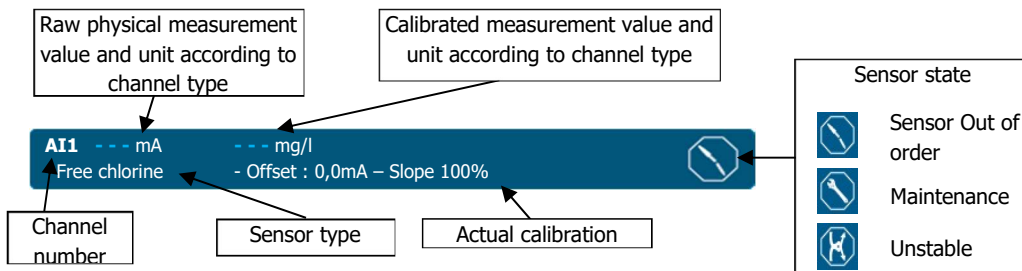 Raw physical measurement
value and unit according to
channel type
Calibrated measurement value and
unit according to channel type
AI1 - - - mA - - - mg/l
Free chlorine - Offset : 0,0mA – Slope 100%
Channel
number
Sensor type
Actual calibration
Sensor state
Sensor Out of
order
Maintenance
Unstable